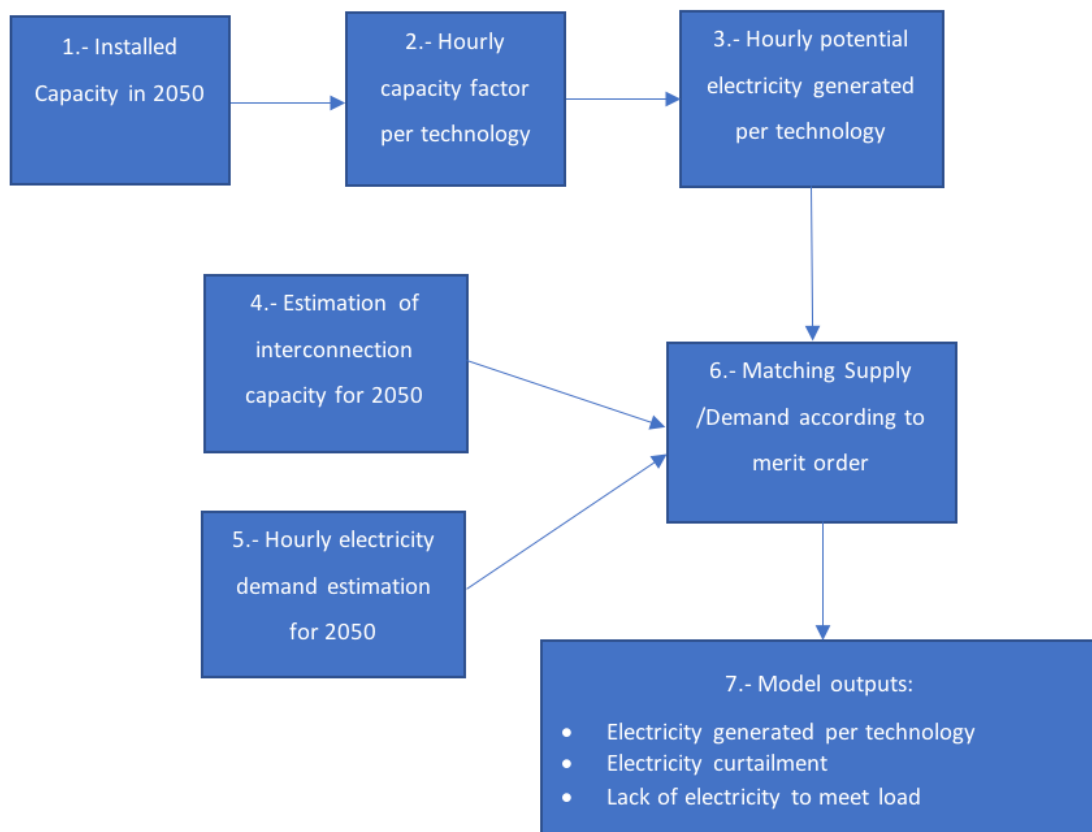 1.- Installed
Capacity in 2050
2.- Hourly
capacity factor
per technology
3.- Hourly potential
electricity generated
per technology
4.- Estimation of
interconnection
capacity for 2050
5.- Hourly electricity
demand estimation
for 2050
6.- Matching Supply
/Demand according to
merit order
7.- Model outputs:
• Electricity generated per technology
• Electricity curtailment
• Lack of electricity to meet load